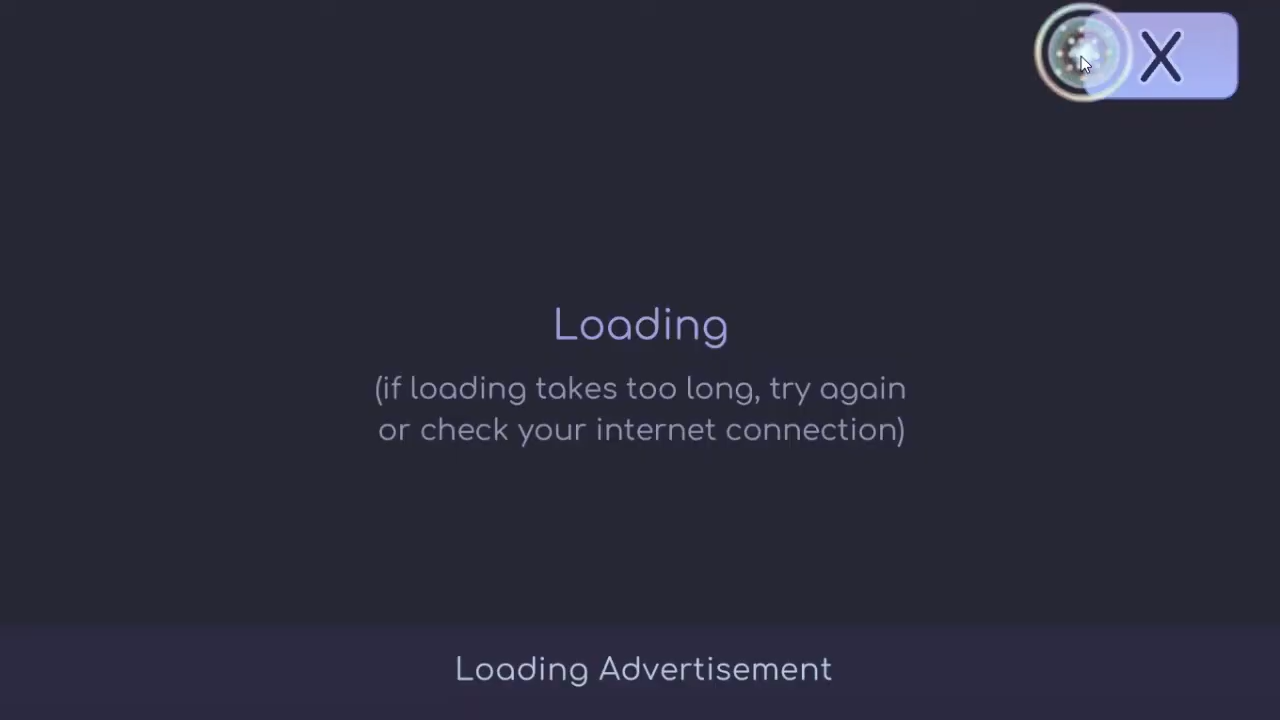 X
Loading
(if loading takes too long, try again
or check your internet connection)
Loading Advertisement